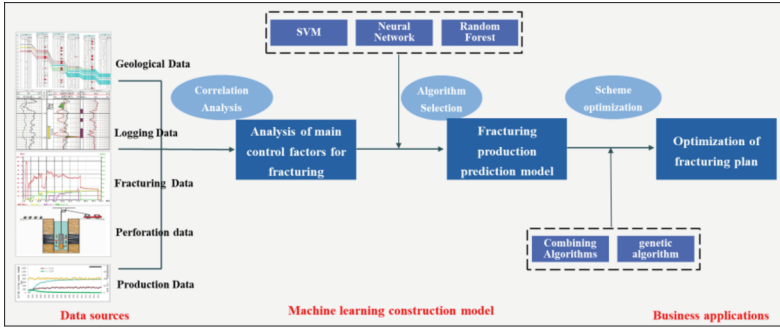 SVM
Neural
Network
Random
Forest
Geological Data
Correlation
Analysis
Algorithm
Selection
Scheme
optimization
Logging Data
Analysis of main
control factors for
fracturing
Fracturing
production
prediction model
Optimization of
fracturing plan
Fracturing Data
Perforation data
Combining
Algorithms
genetic
algorithm
Production Data
Data sources
Machine learning construction model
Business applications